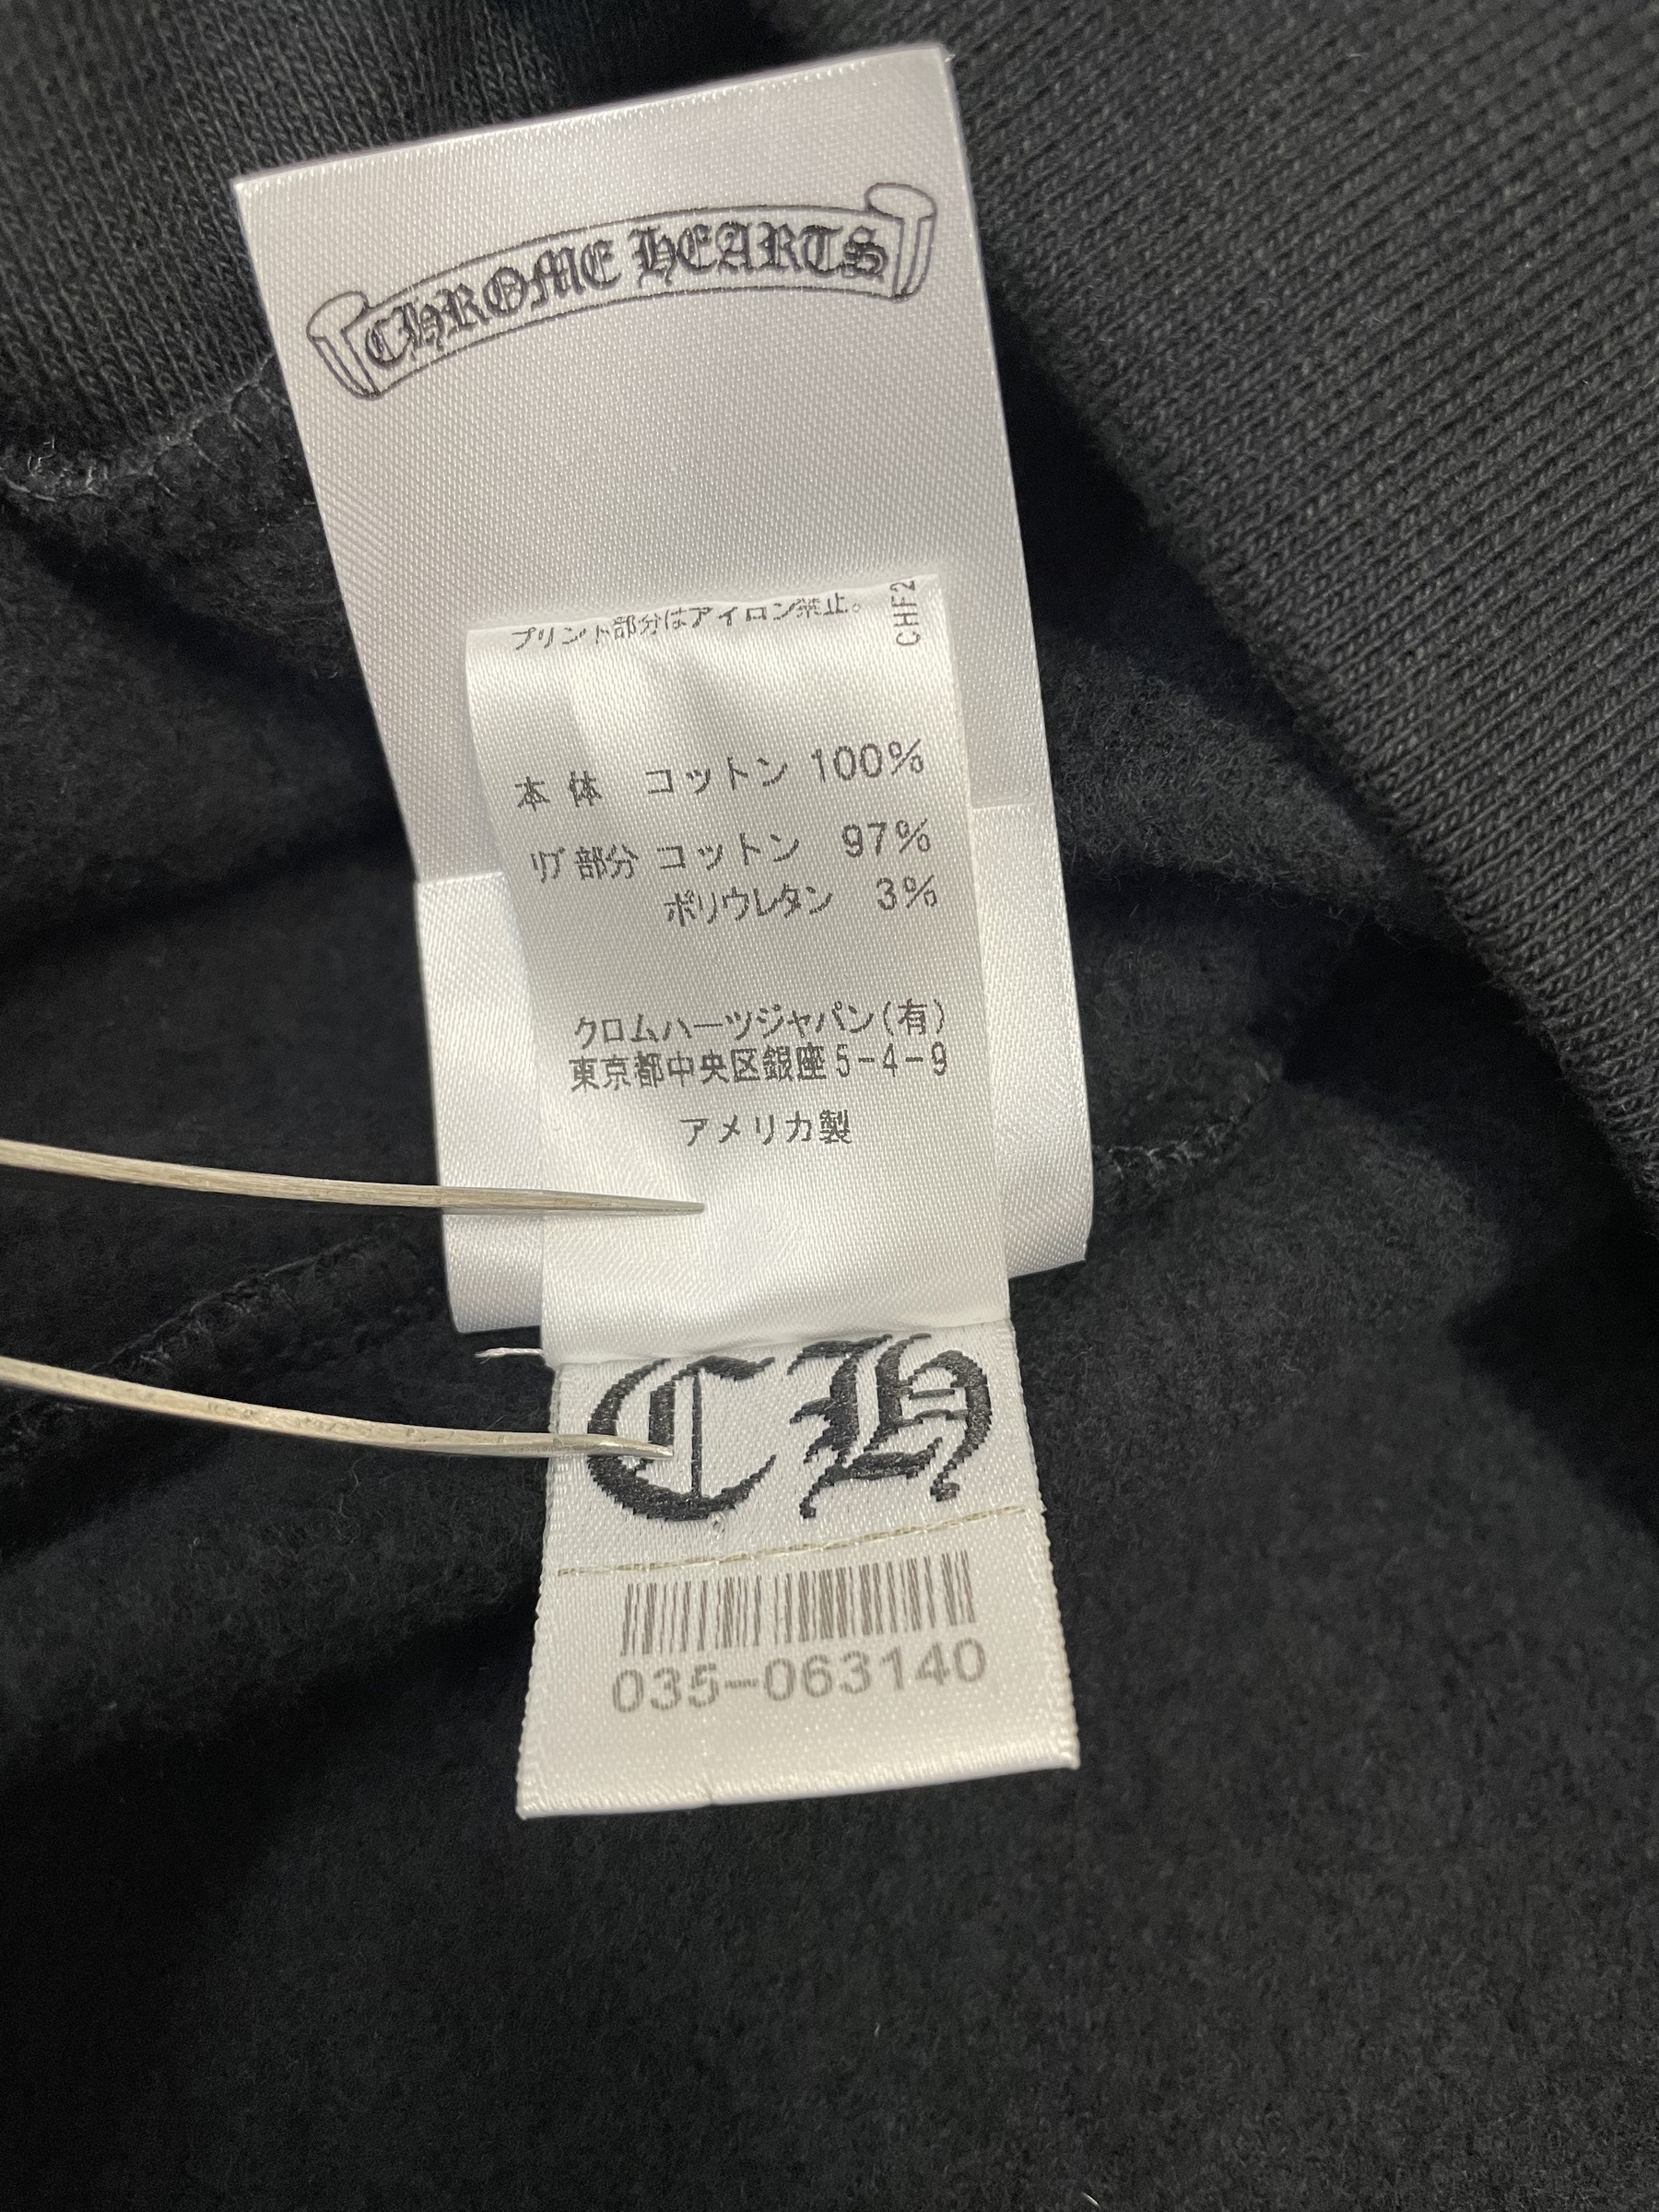 CHROME HEARTS
プリント部分はアイロン禁止。
CHF2
本体 コットン 100%
リブ部分 コットン 97%
ポリウレタン 3%
クロムハーツジャパン(有)
東京都中央区銀座5-4-9
アメリカ製
CH
035-063140